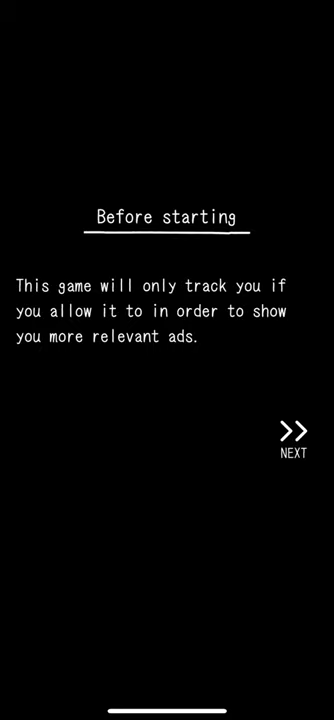 Before starting
This game will only track you if
you allow it to in order to show
you more relevant ads.
NEXT